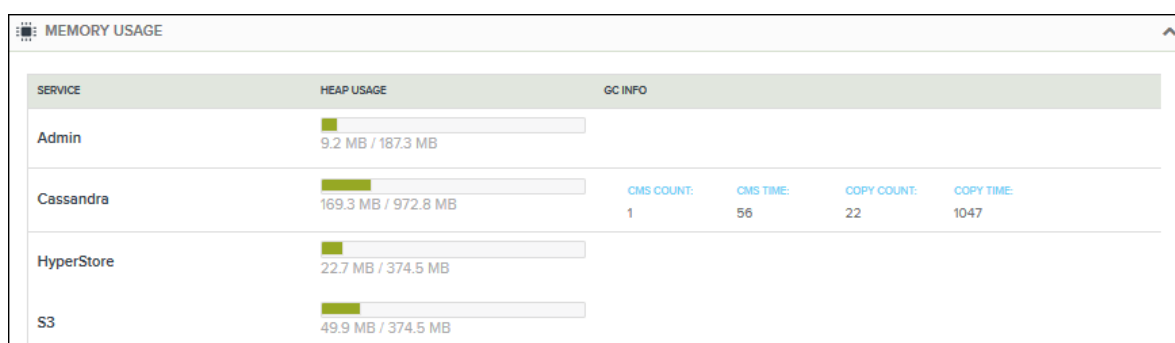 MEMORY USAGE
SERVICE HEAP USAGE GC INFO
Admin 9.2 MB / 187.3 MB
Cassandra 169.3 MB / 972.8 MB CMS COUNT: CMS TIME: COPY COUNT: COPY TIME:
1 56 22 1047
HyperStore 22.7 MB / 374.5 MB
S3 49.9 MB / 374.5 MB